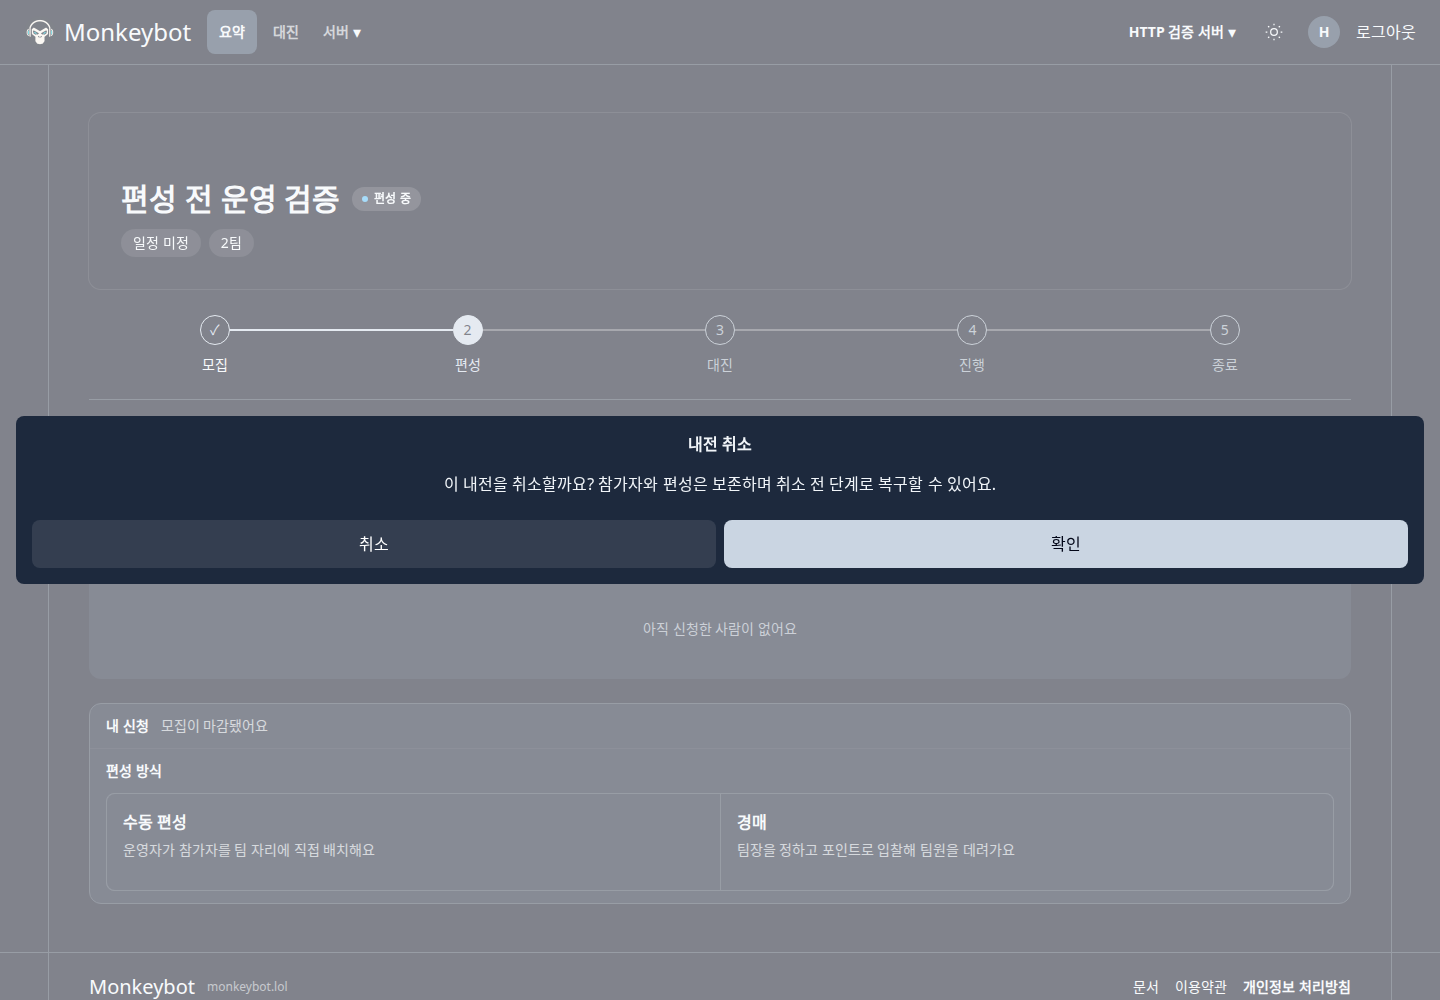 Monkeybot 요약 대진 서버 ▾ HTTP 검증 서버 ▾ H 로그아웃
편성 전 운영 검증 편성 중
일정 미정 2팀
✓ 2 3 4 5
모집 편성 대진 진행 종료
내전 취소
이 내전을 취소할까요? 참가자와 편성은 보존하며 취소 전 단계로 복구할 수 있어요.
취소 확인
아직 신청한 사람이 없어요
내 신청 모집이 마감됐어요
편성 방식
수동 편성 경매
운영자가 참가자를 팀 자리에 직접 배치해요 팀장을 정하고 포인트로 입찰해 팀원을 데려가요
Monkeybot monkeybot.lol 문서 이용약관 개인정보 처리방침